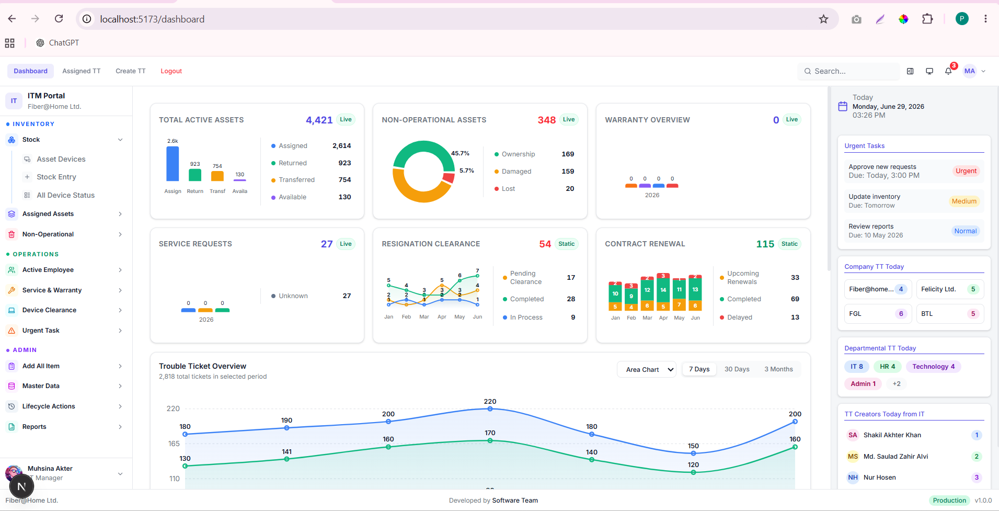 localhost:5173/dashboard
P
ChatGPT
Dashboard
Assigned TT
Create TT
Logout
Search...
3
MA
IT
ITM Portal
Fiber@Home Ltd.
INVENTORY
Stock
Asset Devices
Stock Entry
All Device Status
Assigned Assets
Non-Operational
OPERATIONS
Active Employee
Service & Warranty
Device Clearance
Urgent Task
ADMIN
Add All Item
Master Data
Lifecycle Actions
Reports
Muhsina Akter
IT Manager
N
Fiber@Home Ltd.
TOTAL ACTIVE ASSETS
4,421 Live
2.6k
923
754
130
Assign Return Transf Availa
Assigned 2,614
Returned 923
Transferred 754
Available 130
NON-OPERATIONAL ASSETS
348 Live
45.7%
5.7%
Ownership 169
Damaged 159
Lost 20
WARRANTY OVERVIEW
0 Live
0 0 0 0
2026
SERVICE REQUESTS
27 Live
0 0 0
2026
Unknown 27
RESIGNATION CLEARANCE
54 Static
5 4 3 3 6 7
2 1 3 5 2 4
1 2 1 2 2 1
Jan Feb Mar Apr May Jun
Pending
Clearance 17
Completed 28
In Process 9
CONTRACT RENEWAL
115 Static
2 3 2 3 1 2
10 9 12 14 11 13
5 4 6 5 7 6
Jan Feb Mar Apr May Jun
Upcoming
Renewals 33
Completed 69
Delayed 13
Trouble Ticket Overview
2,818 total tickets in selected period
Area Chart
7 Days
30 Days
3 Months
220
165
110
180 190 200 220 180 150 200
130 141 160 170 140 120 160
Today
Monday, June 29, 2026
03:26 PM
Urgent Tasks
Approve new requests
Due: Today, 3:00 PM
Urgent
Update inventory
Due: Tomorrow
Medium
Review reports
Due: 10 May 2026
Normal
Company TT Today
Fiber@home... 4
Felicity Ltd. 5
FGL 6
BTL 5
Departmental TT Today
IT 8
HR 4
Technology 4
Admin 1
+2
TT Creators Today from IT
SA Shakil Akhter Khan 1
MS Md. Saulad Zahir Alvi 2
NH Nur Hosen 3
Developed by Software Team
Production v1.0.0